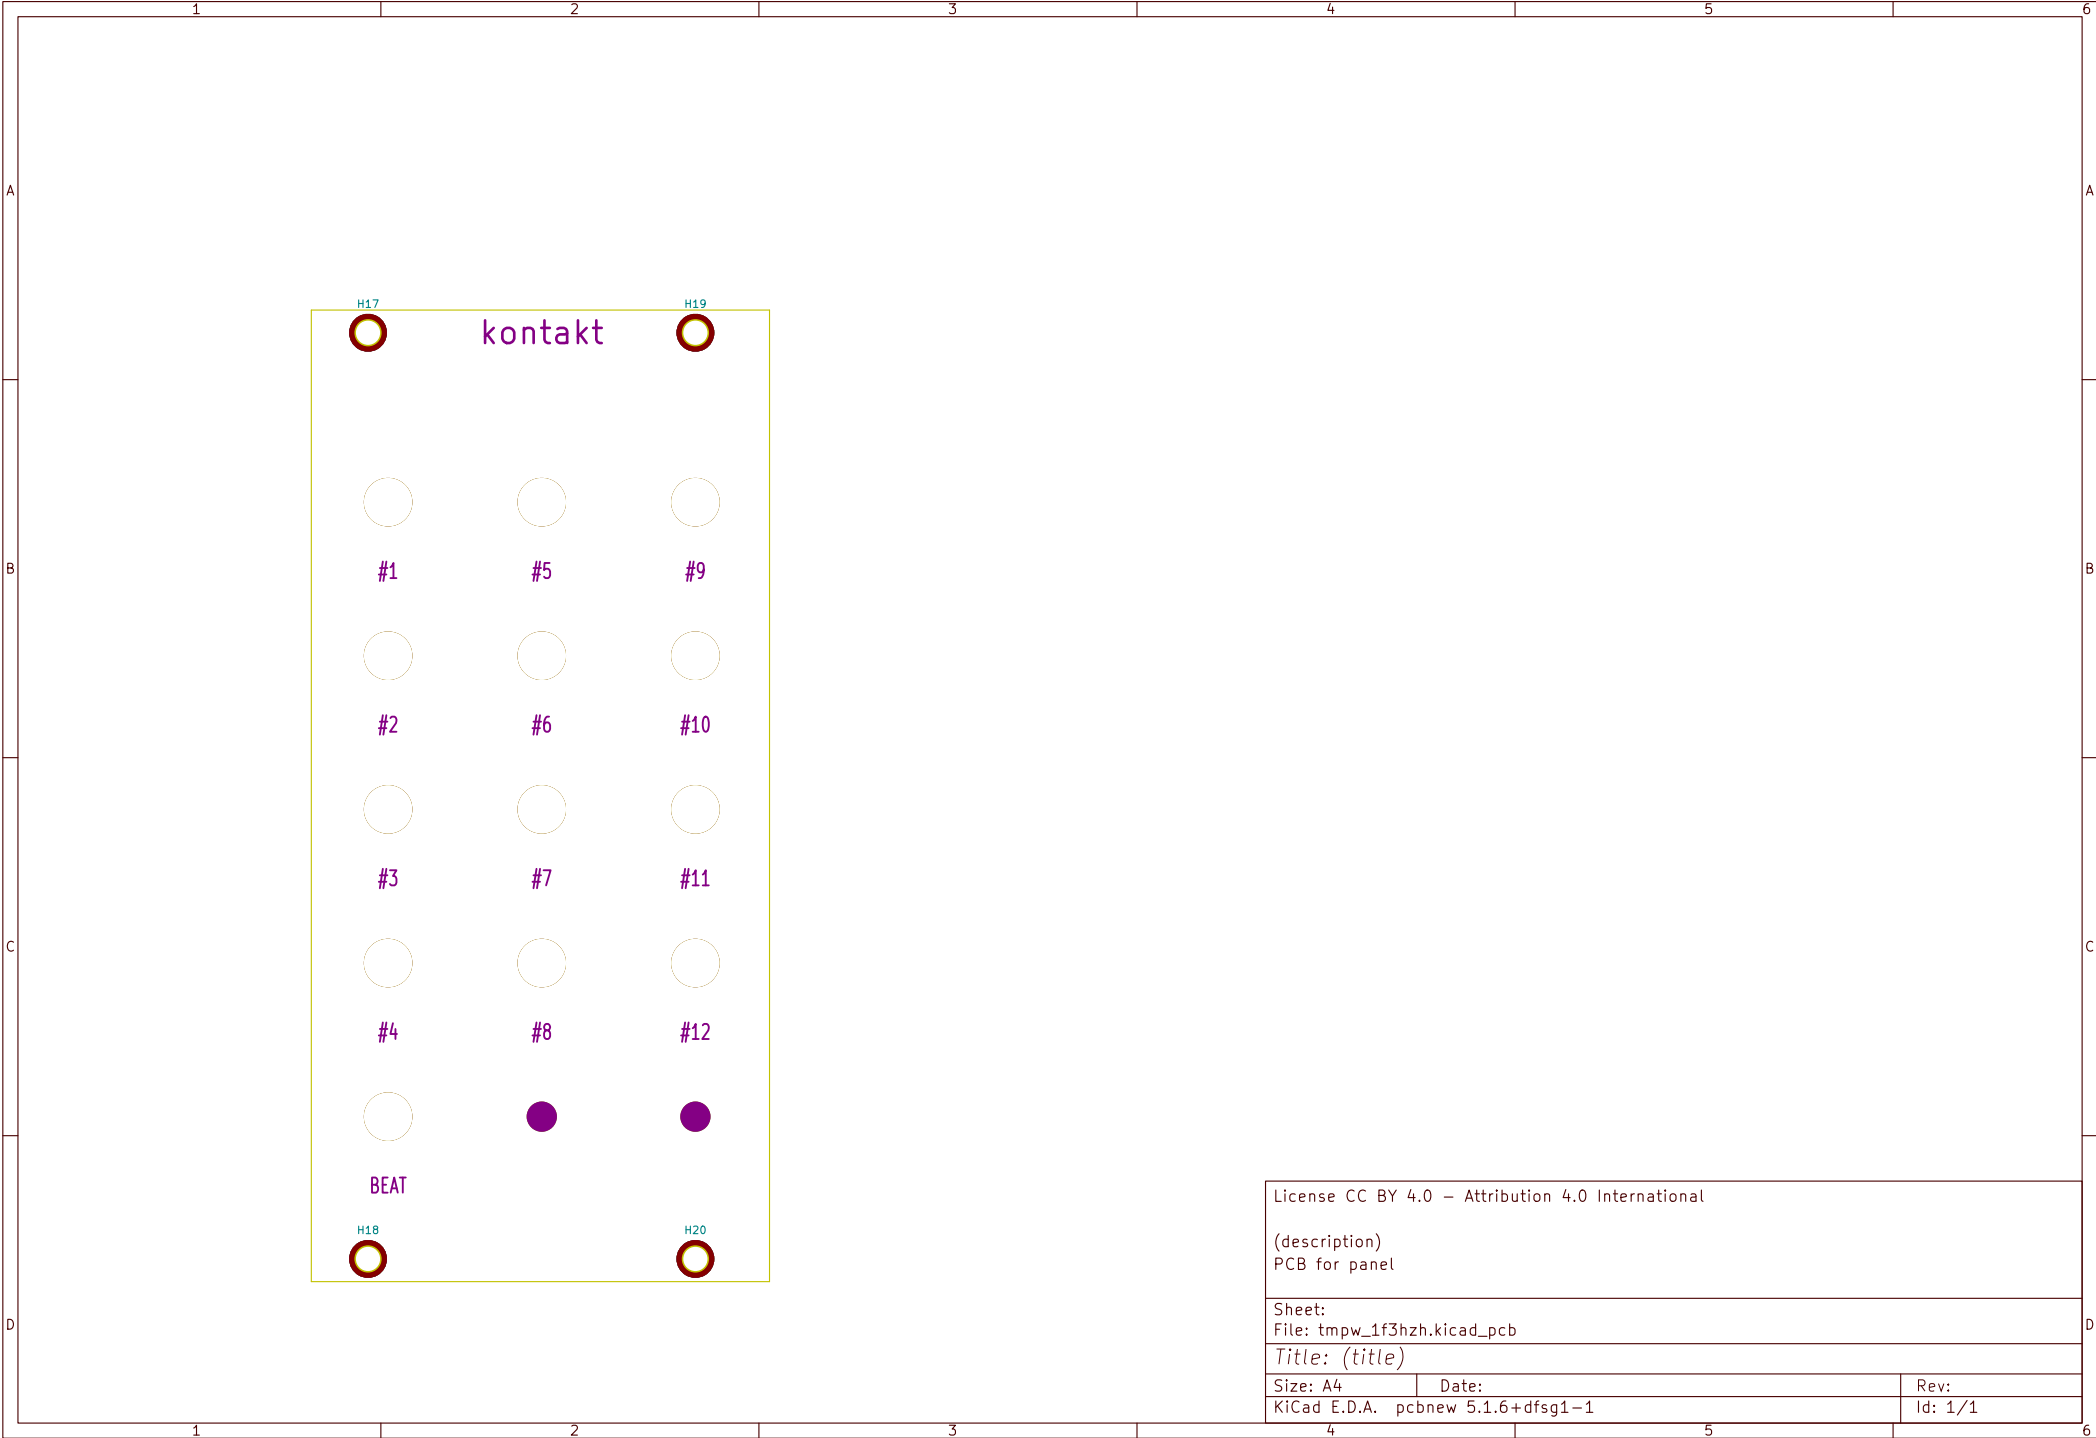 1 2 3 4 5 6
A A
H17 H19
kontakt
#1 #5 #9
B B
#2 #6 #10
#3 #7 #11
C C
#4 #8 #12
BEAT
H18 H20
License CC BY 4.0 – Attribution 4.0 International
(description)
PCB for panel
Sheet:
File: tmpw_1f3hzh.kicad_pcb
D D
Title: (title)
Size: A4 Date: Rev:
KiCad E.D.A. pcbnew 5.1.6+dfsg1-1 Id: 1/1
1 2 3 4 5 6